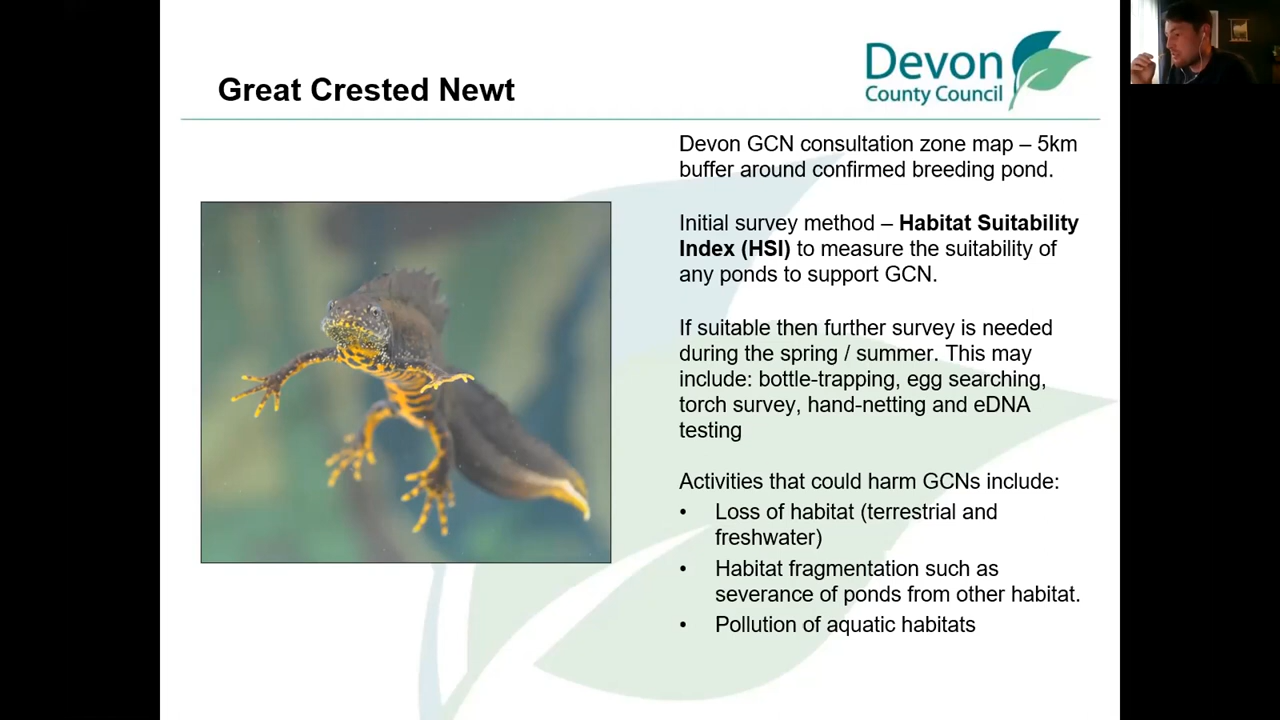 Great Crested Newt
Devon
County Council
Devon GCN consultation zone map – 5km
buffer around confirmed breeding pond.
Initial survey method – Habitat Suitability
Index (HSI) to measure the suitability of
any ponds to support GCN.
If suitable then further survey is needed
during the spring / summer. This may
include: bottle-trapping, egg searching,
torch survey, hand-netting and eDNA
testing
Activities that could harm GCNs include:
• Loss of habitat (terrestrial and
freshwater)
• Habitat fragmentation such as
severance of ponds from other habitat.
• Pollution of aquatic habitats